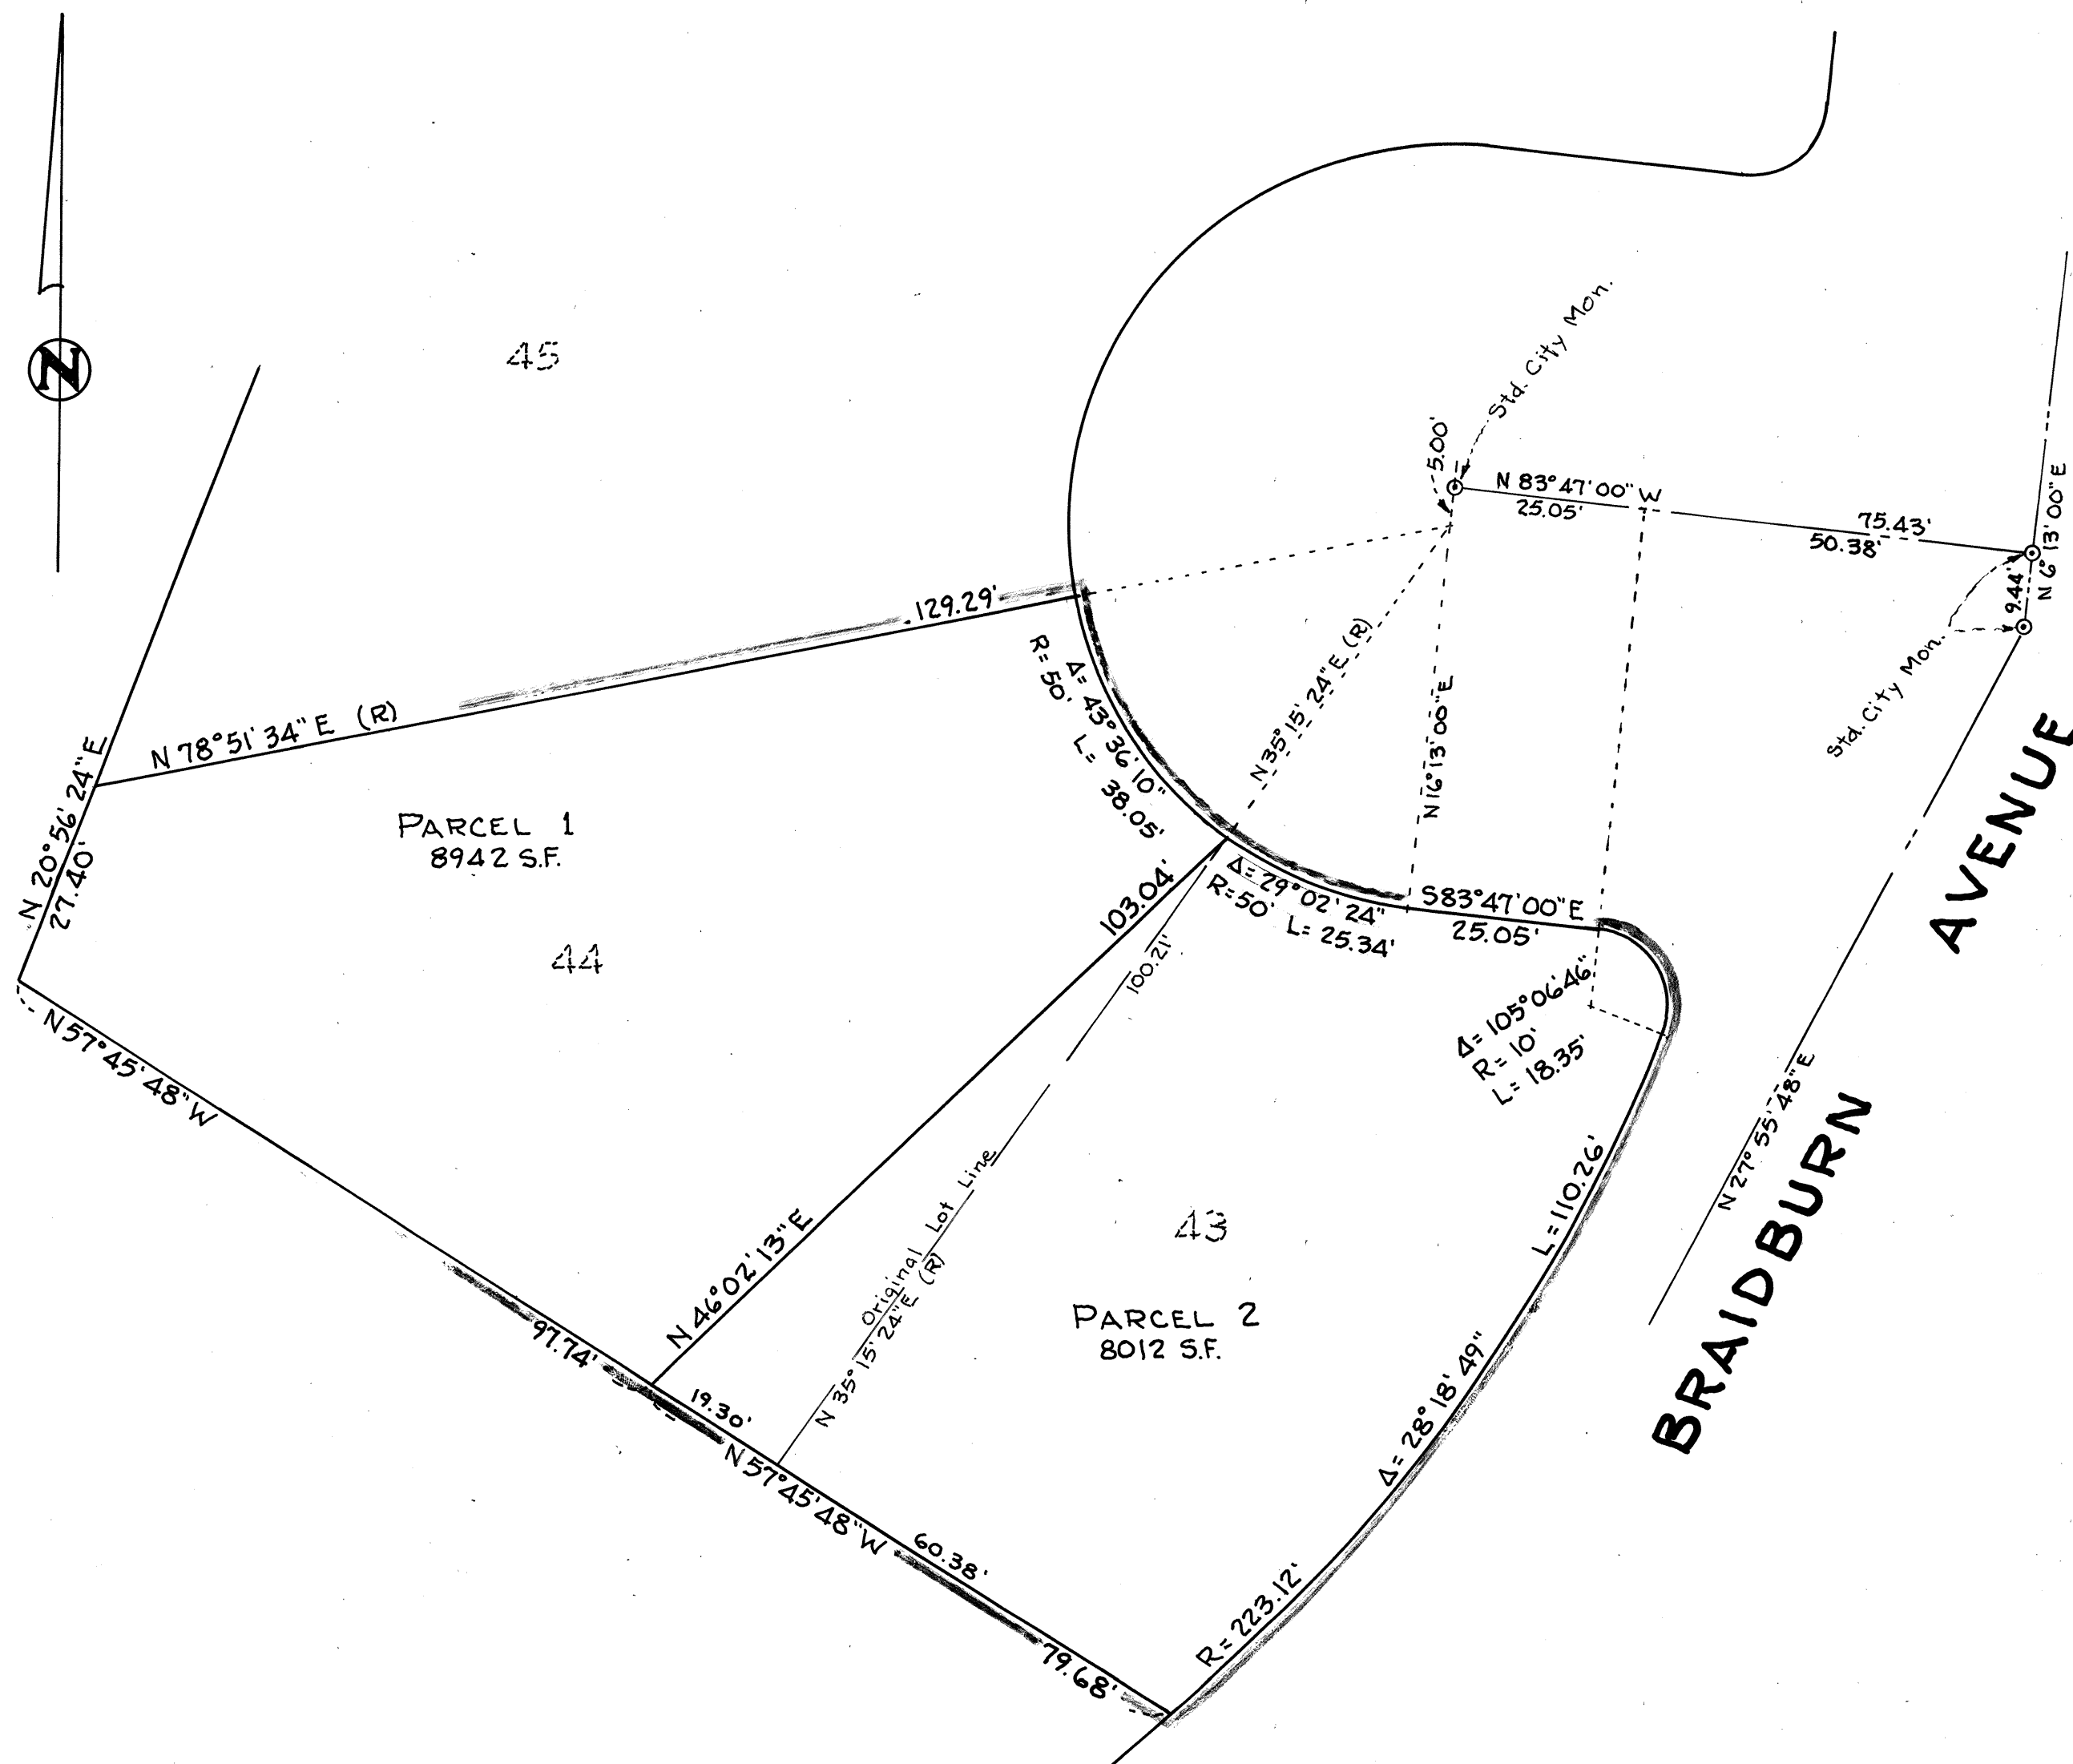 N
45
Std. City Mon.
5.00'
N 83°47'00" W
25.05'
75.43'
50.38'
N 6°13'00" E
9.44'
Std. City Mon.
129.29'
N 78°51'34" E (R)
N 20°56'24" E
27.40'
PARCEL 1
8942 S.F.
44
Δ= 43°36'10"
R= 50'
L= 38.05'
N 35°15'24" E (R)
N 6°13'00" E
103.04'
Δ= 29°02'24"
R=50' L= 25.34'
S83°47'00"E
25.05'
100.21'
Δ= 105°06'46"
R= 10'
L= 18.35'
N 57°45'48" W
97.74'
N 46°02'13" E
19.30'
Original Lot Line
N 35°15'24"E (R)
43
PARCEL 2
8012 S.F.
N 57°45'48" W
60.38'
79.68'
R= 223.12'
Δ= 28°18'49"
L= 110.26'
N 27°55'48" E
BRAIDBURN AVENUE